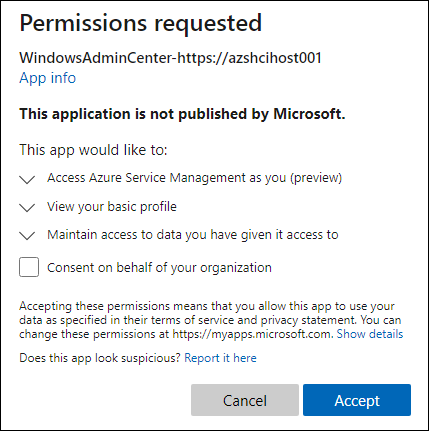 Permissions requested
WindowsAdminCenter-https://azshcihost001
App info
This application is not published by Microsoft.
This app would like to:
Access Azure Service Management as you (preview)
View your basic profile
Maintain access to data you have given it access to
Consent on behalf of your organization
Accepting these permissions means that you allow this app to use your
data as specified in their terms of service and privacy statement. You can
change these permissions at https://myapps.microsoft.com. Show details
Does this app look suspicious? Report it here
Cancel
Accept